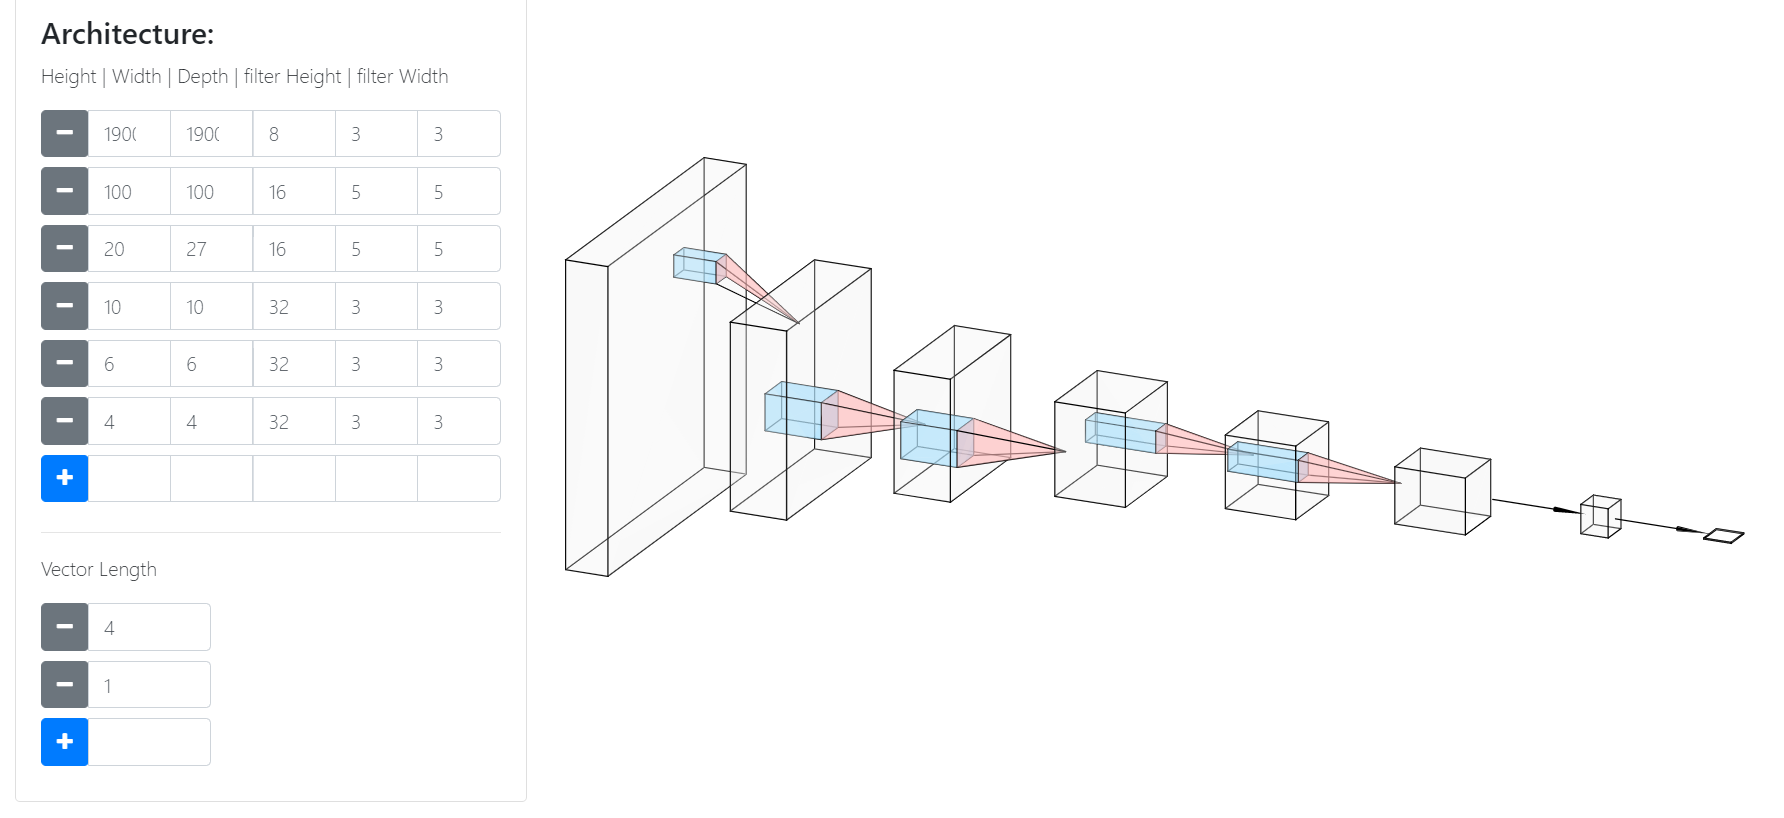 Architecture:
Height | Width | Depth | filter Height | filter Width
1900 1900 8 3 3
100 100 16 5 5
20 27 16 5 5
10 10 32 3 3
6 6 32 3 3
4 4 32 3 3
Vector Length
4
1